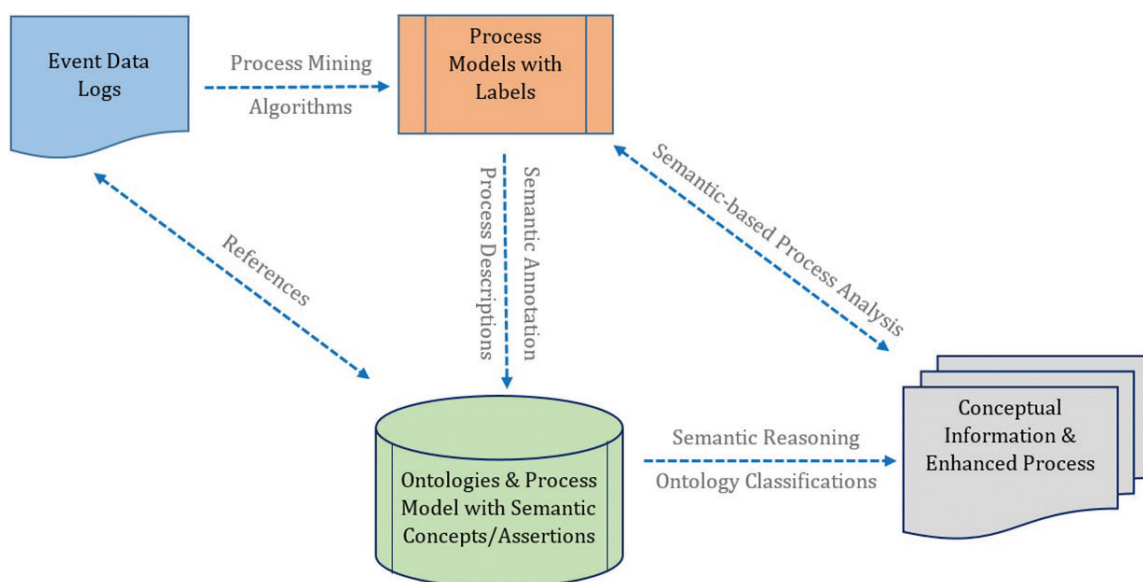 Event Data
Logs
Process Mining
Algorithms
Process
Models with
Labels
References
Semantic Annotation
Process Descriptions
Semantic-based Process Analysis
Ontologies & Process
Model with Semantic
Concepts/Assertions
Semantic Reasoning
Ontology Classifications
Conceptual
Information &
Enhanced Process